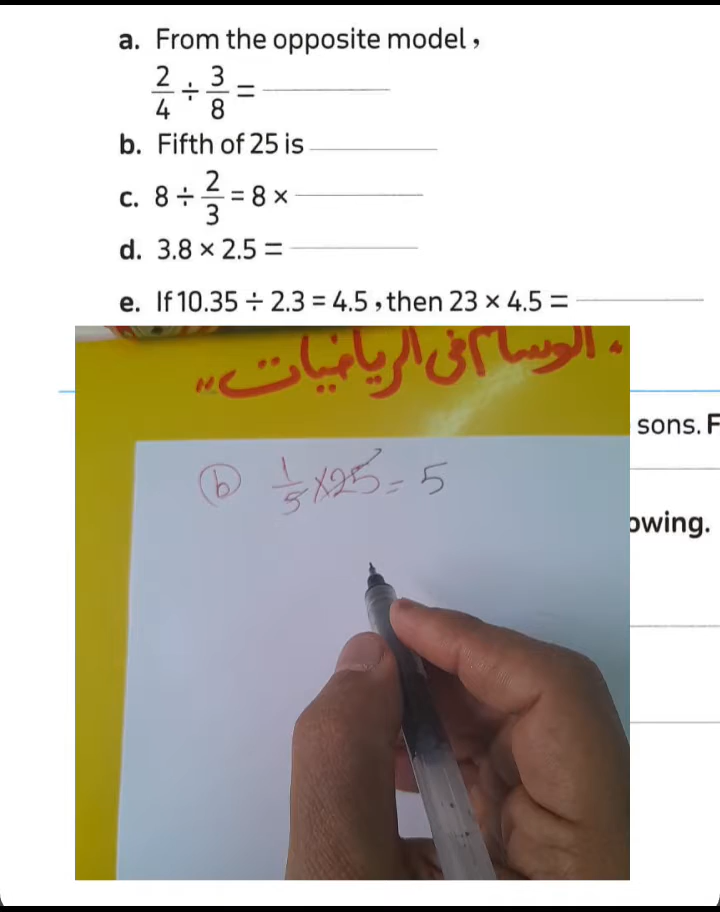 a. From the opposite model,
2/4 ÷ 3/8 =
b. Fifth of 25 is
c. 8 ÷ 2/3 = 8 ×
d. 3.8 × 2.5 =
e. If 10.35 ÷ 2.3 = 4.5, then 23 × 4.5 =
الوسام فى الرياضيات
sons. F
owing.
b 1/5 × 25 = 5